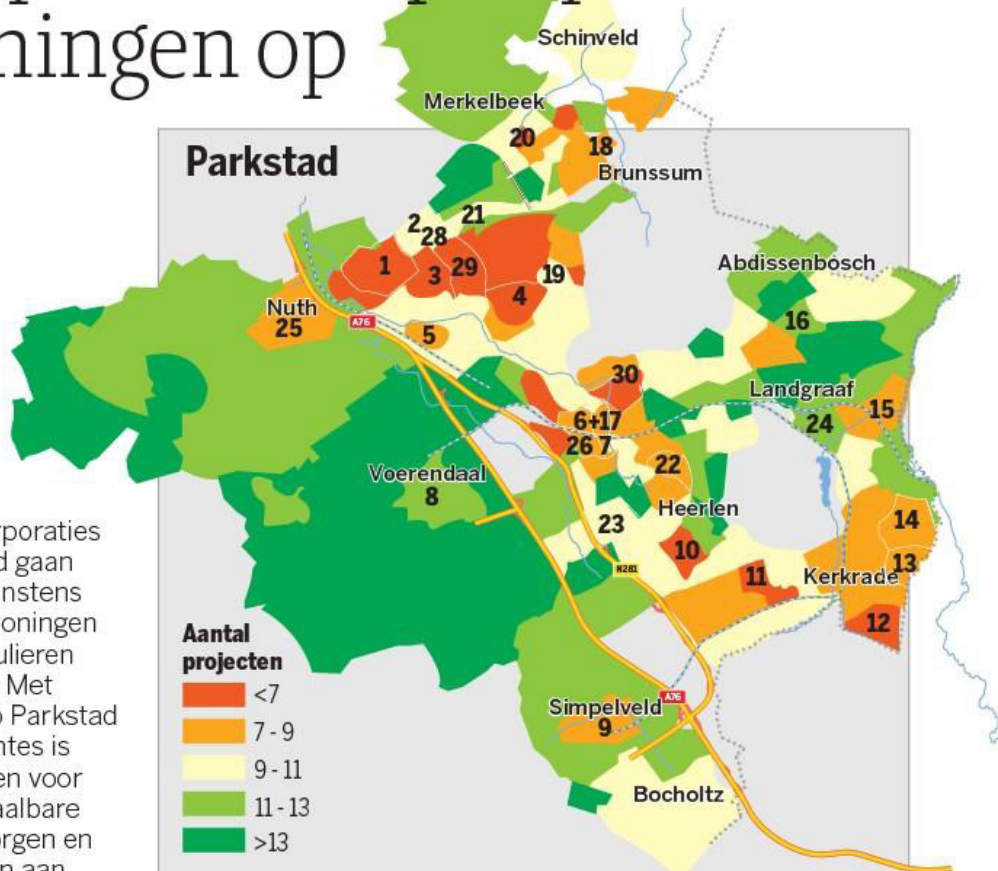 ningen op
Parkstad
Schinveld
Merkelbeek
20
18
Brunssum
2
21
28
1
3
29
19
4
Abdissenbosch
Nuth
25
A76
5
16
30
Landgraaf
6+17
15
24
26 7
22
Voerendaal
8
Heerlen
23
14
10
13
N281
11
Kerkrade
12
Simpelveld
A76
9
Bocholtz
Aantal
projecten
<7
7 - 9
9 - 11
11 - 13
>13
rporaties
d gaan
nstens
oningen
ulieren
Met
Parkstad
ntes is
en voor
aalbare
orgen en
n aan